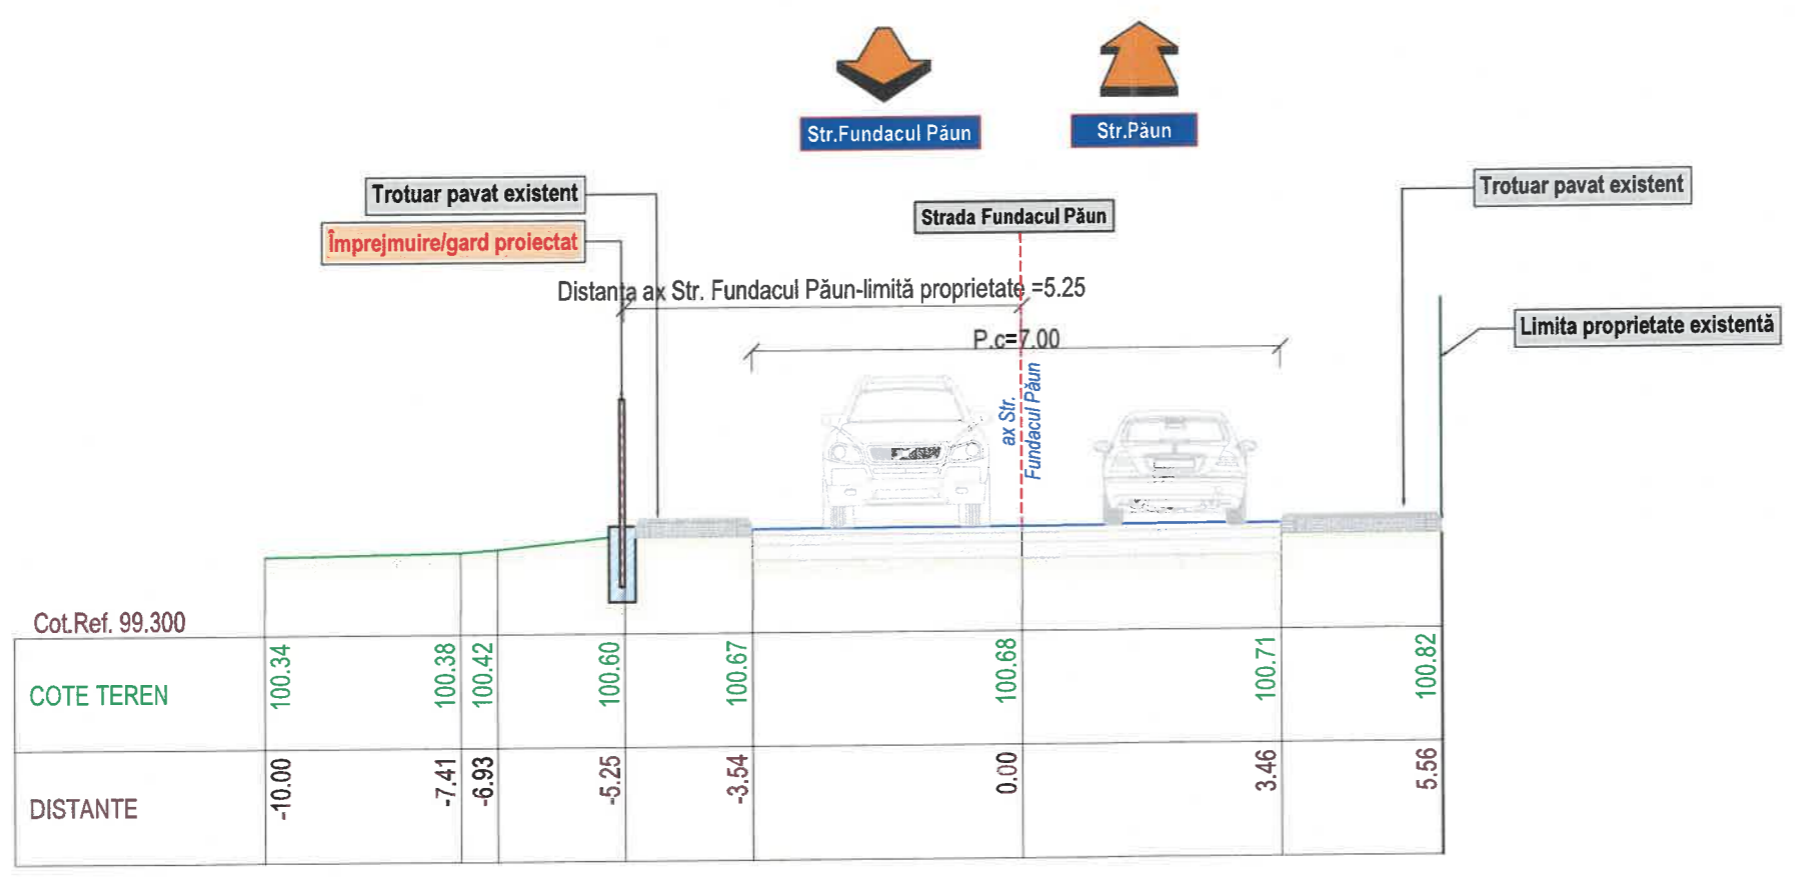 Str.Fundacul Păun
Str.Păun
Trotuar pavat existent
Trotuar pavat existent
Strada Fundacul Păun
Împrejmuire/gard proiectat
Distanța ax Str. Fundacul Păun-limită proprietate =5.25
Limita proprietate existentă
P.c=7.00
ax Str.
Fundacul Păun
Cot.Ref. 99.300
COTE TEREN
100.34
100.38
100.42
100.60
100.67
100.68
100.71
100.82
DISTANTE
-10.00
-7.41
-6.93
-5.25
-3.54
0.00
3.46
5.56